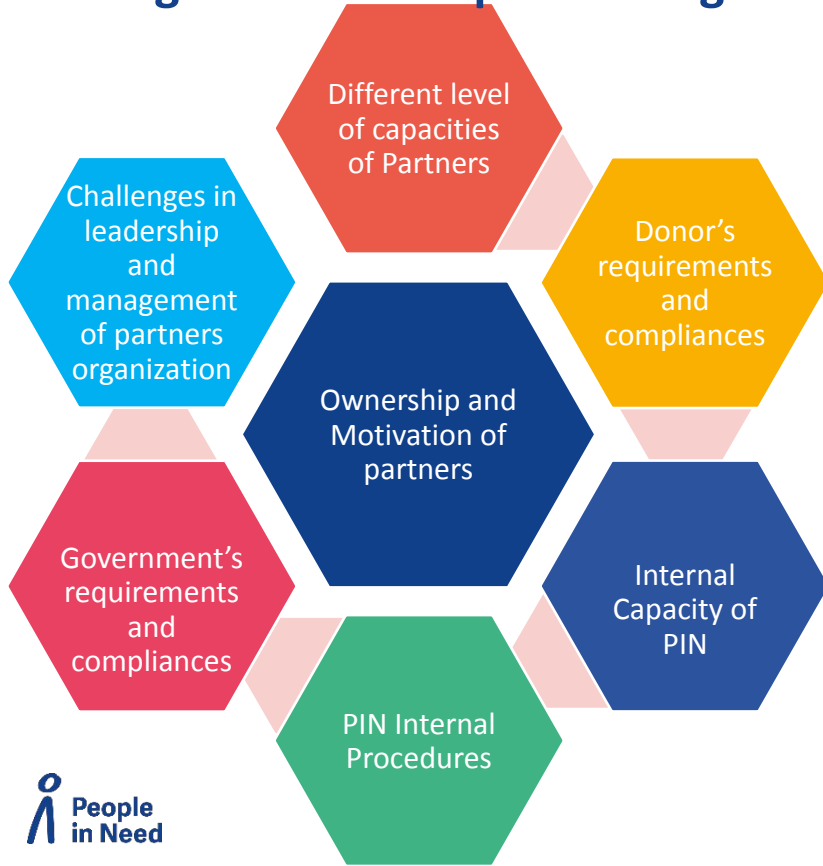 Different level
of capacities
of Partners
Challenges in
leadership
and
management
of partners
organization
Donor's
requirements
and
compliances
Ownership and
Motivation of
partners
Government's
requirements
and
compliances
Internal
Capacity of
PIN
PIN Internal
Procedures
People
in Need